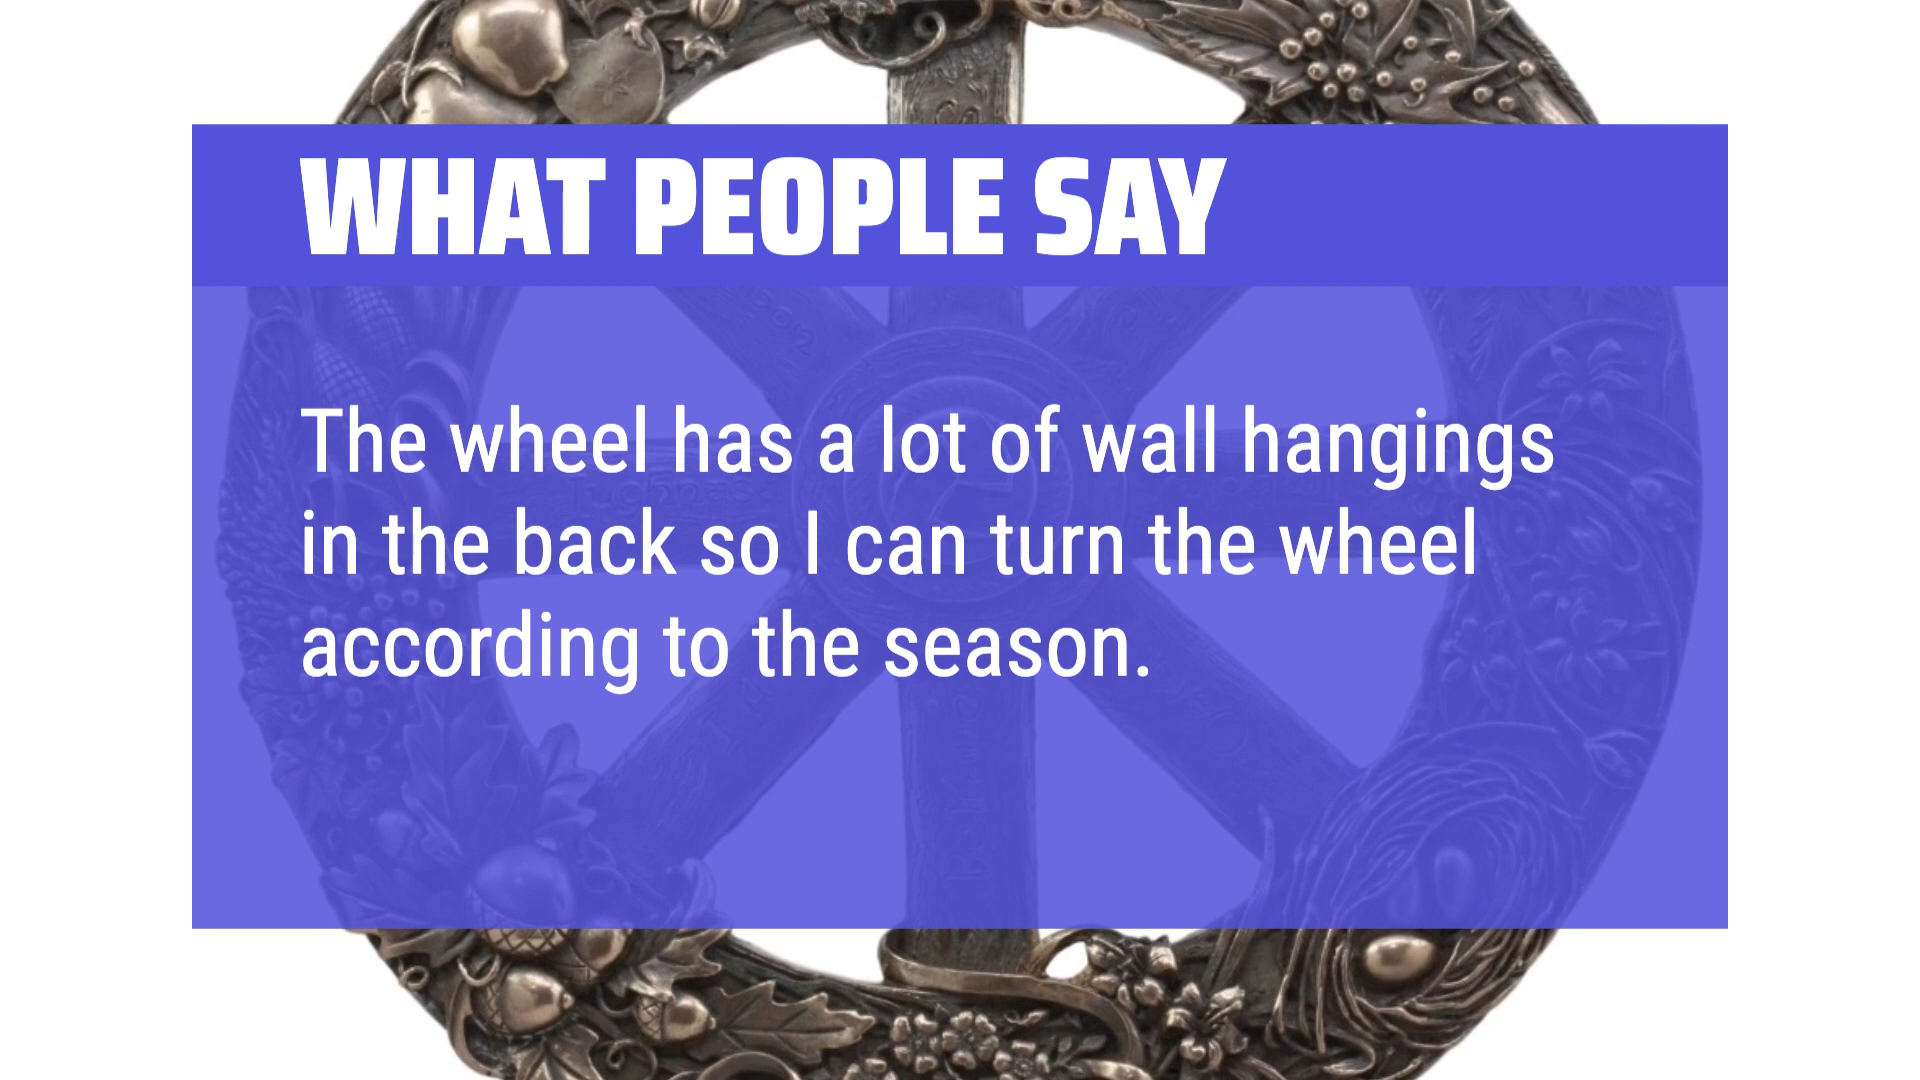 WHAT PEOPLE SAY
The wheel has a lot of wall hangings
in the back so I can turn the wheel
according to the season.